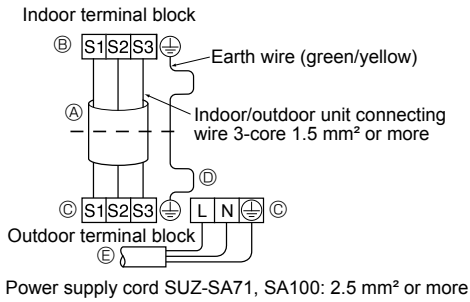 Indoor terminal block
Ⓑ S1 S2 S3
Earth wire (green/yellow)
Ⓐ
Indoor/outdoor unit connecting
wire 3-core 1.5 mm² or more
Ⓓ
Ⓒ S1 S2 S3 L N Ⓒ
Outdoor terminal block
Ⓔ
Power supply cord SUZ-SA71, SA100: 2.5 mm² or more